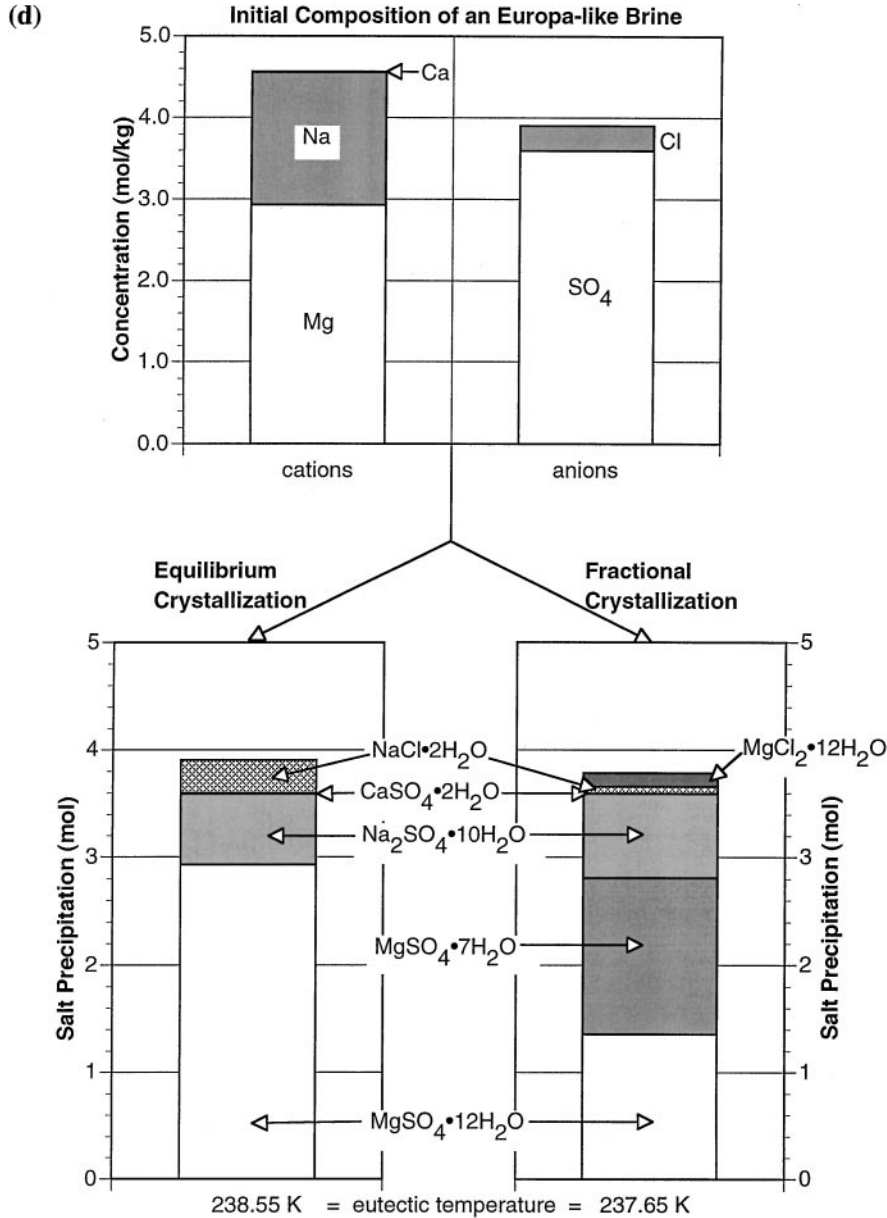 (d)
Initial Composition of an Europa-like Brine
Concentration (mol/kg)
5.0
4.0
3.0
2.0
1.0
0.0
Ca
Na
Mg
Cl
SO4
cations
anions
Equilibrium
Crystallization
Fractional
Crystallization
Salt Precipitation (mol)
5
4
3
2
1
0
NaCl•2H2O
CaSO4•2H2O
Na2SO4•10H2O
MgSO4•7H2O
MgSO4•12H2O
MgCl2•12H2O
5
4
3
2
1
0
Salt Precipitation (mol)
238.55 K = eutectic temperature = 237.65 K